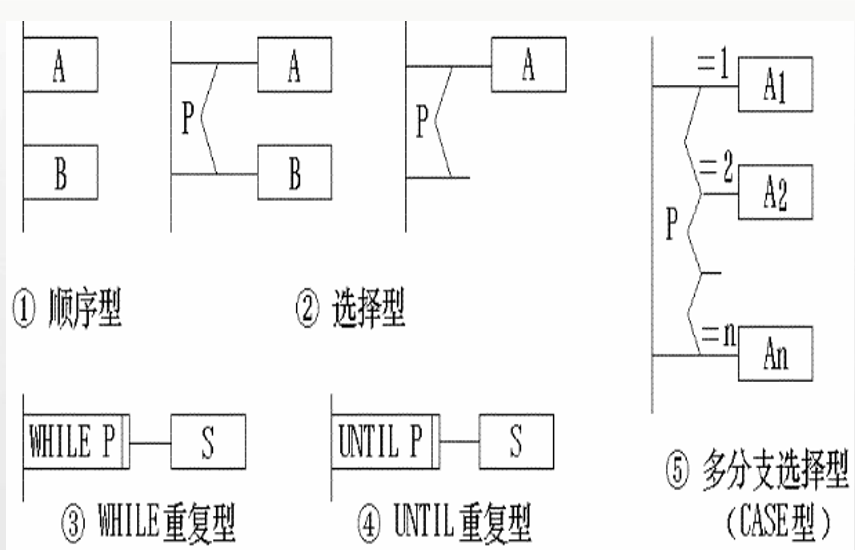 A
B
P
A
B
P
A
=1
A1
=2
A2
P
=n
An
① 顺序型
② 选择型
WHILE P
S
UNTIL P
S
③ WHILE重复型
④ UNTIL重复型
⑤ 多分支选择型
(CASE型)